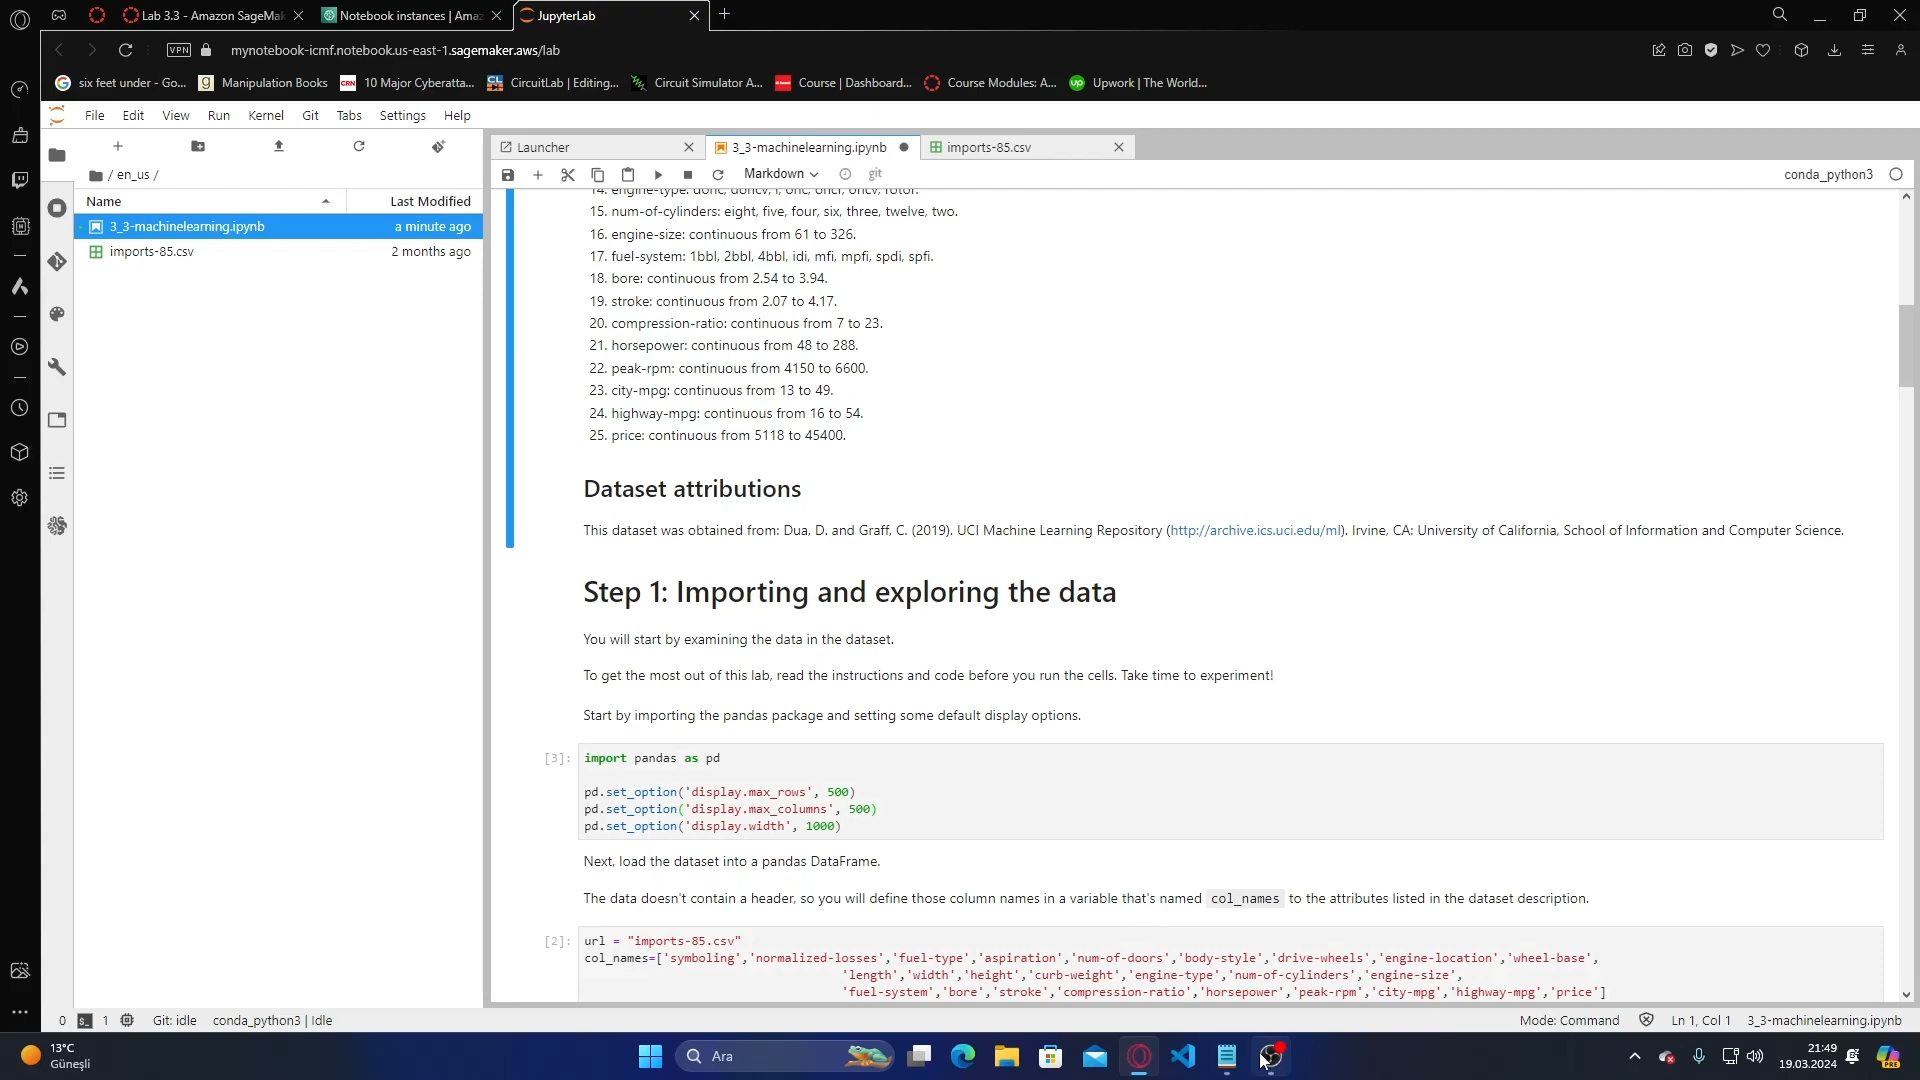 Lab 3.3 - Amazon SageMak
Notebook instances | Amaz
JupyterLab
VPN
mynotebook-icmf.notebook.us-east-1.sagemaker.aws/lab
six feet under - Go...
Manipulation Books
CRN
10 Major Cyberatta...
CL
CircuitLab | Editing...
Circuit Simulator A...
Course | Dashboard...
Course Modules: A...
up
Upwork | The World...
File
Edit
View
Run
Kernel
Git
Tabs
Settings
Help
Launcher
3_3-machinelearning.ipynb
imports-85.csv
Markdown
git
conda_python3
/ en_us /
Name
Last Modified
3_3-machinelearning.ipynb
a minute ago
imports-85.csv
2 months ago
14. engine-type: dohc, dohcv, l, ohc, ohcf, ohcv, rotor.
15. num-of-cylinders: eight, five, four, six, three, twelve, two.
16. engine-size: continuous from 61 to 326.
17. fuel-system: 1bbl, 2bbl, 4bbl, idi, mfi, mpfi, spdi, spfi.
18. bore: continuous from 2.54 to 3.94.
19. stroke: continuous from 2.07 to 4.17.
20. compression-ratio: continuous from 7 to 23.
21. horsepower: continuous from 48 to 288.
22. peak-rpm: continuous from 4150 to 6600.
23. city-mpg: continuous from 13 to 49.
24. highway-mpg: continuous from 16 to 54.
25. price: continuous from 5118 to 45400.
Dataset attributions
This dataset was obtained from: Dua, D. and Graff, C. (2019). UCI Machine Learning Repository (http://archive.ics.uci.edu/ml). Irvine, CA: University of California, School of Information and Computer Science.
Step 1: Importing and exploring the data
You will start by examining the data in the dataset.
To get the most out of this lab, read the instructions and code before you run the cells. Take time to experiment!
Start by importing the pandas package and setting some default display options.
[3]:
import pandas as pd
pd.set_option('display.max_rows', 500)
pd.set_option('display.max_columns', 500)
pd.set_option('display.width', 1000)
Next, load the dataset into a pandas DataFrame.
The data doesn't contain a header, so you will define those column names in a variable that's named col_names to the attributes listed in the dataset description.
[2]:
url = "imports-85.csv"
col_names=['symboling','normalized-losses','fuel-type','aspiration','num-of-doors','body-style','drive-wheels','engine-location','wheel-base',
'length','width','height','curb-weight','engine-type','num-of-cylinders','engine-size',
'fuel-system','bore','stroke','compression-ratio','horsepower','peak-rpm','city-mpg','highway-mpg','price']
0
1
Git: idle
conda_python3 | Idle
Mode: Command
Ln 1, Col 1
3_3-machinelearning.ipynb
13°C
Güneşli
Ara
21:49
19.03.2024
PRE